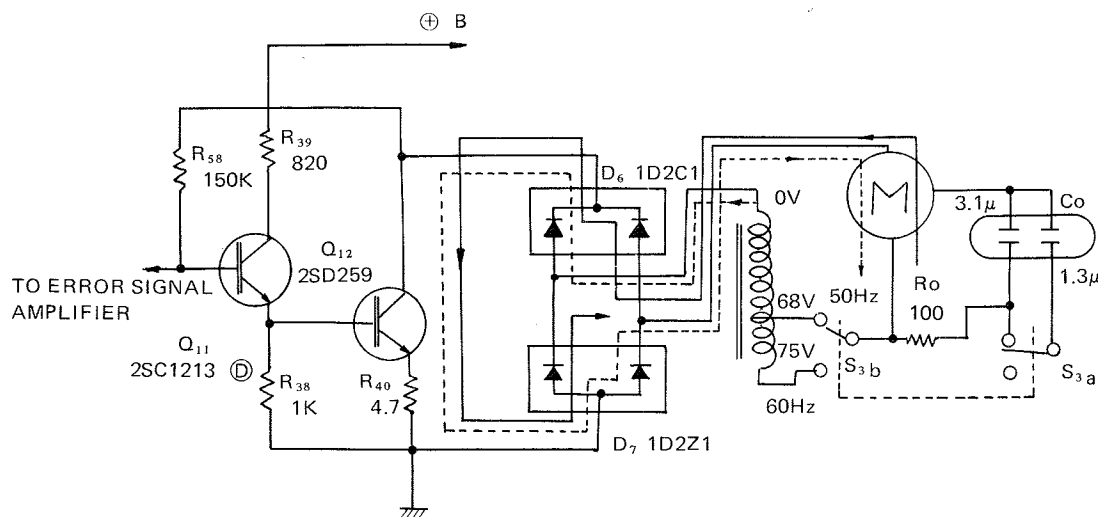 ⊕ B
R₃₉
820
R₅₈
150K
D₆ 1D2C1
0V
M
3.1μ
Co
1.3μ
Q₁₂
2SD259
TO ERROR SIGNAL
AMPLIFIER
68V
50Hz
Ro
100
75V
S₃b
S₃a
Q₁₁
2SC1213 Ⓓ
R₃₈
1K
R₄₀
4.7
60Hz
D₇ 1D2Z1